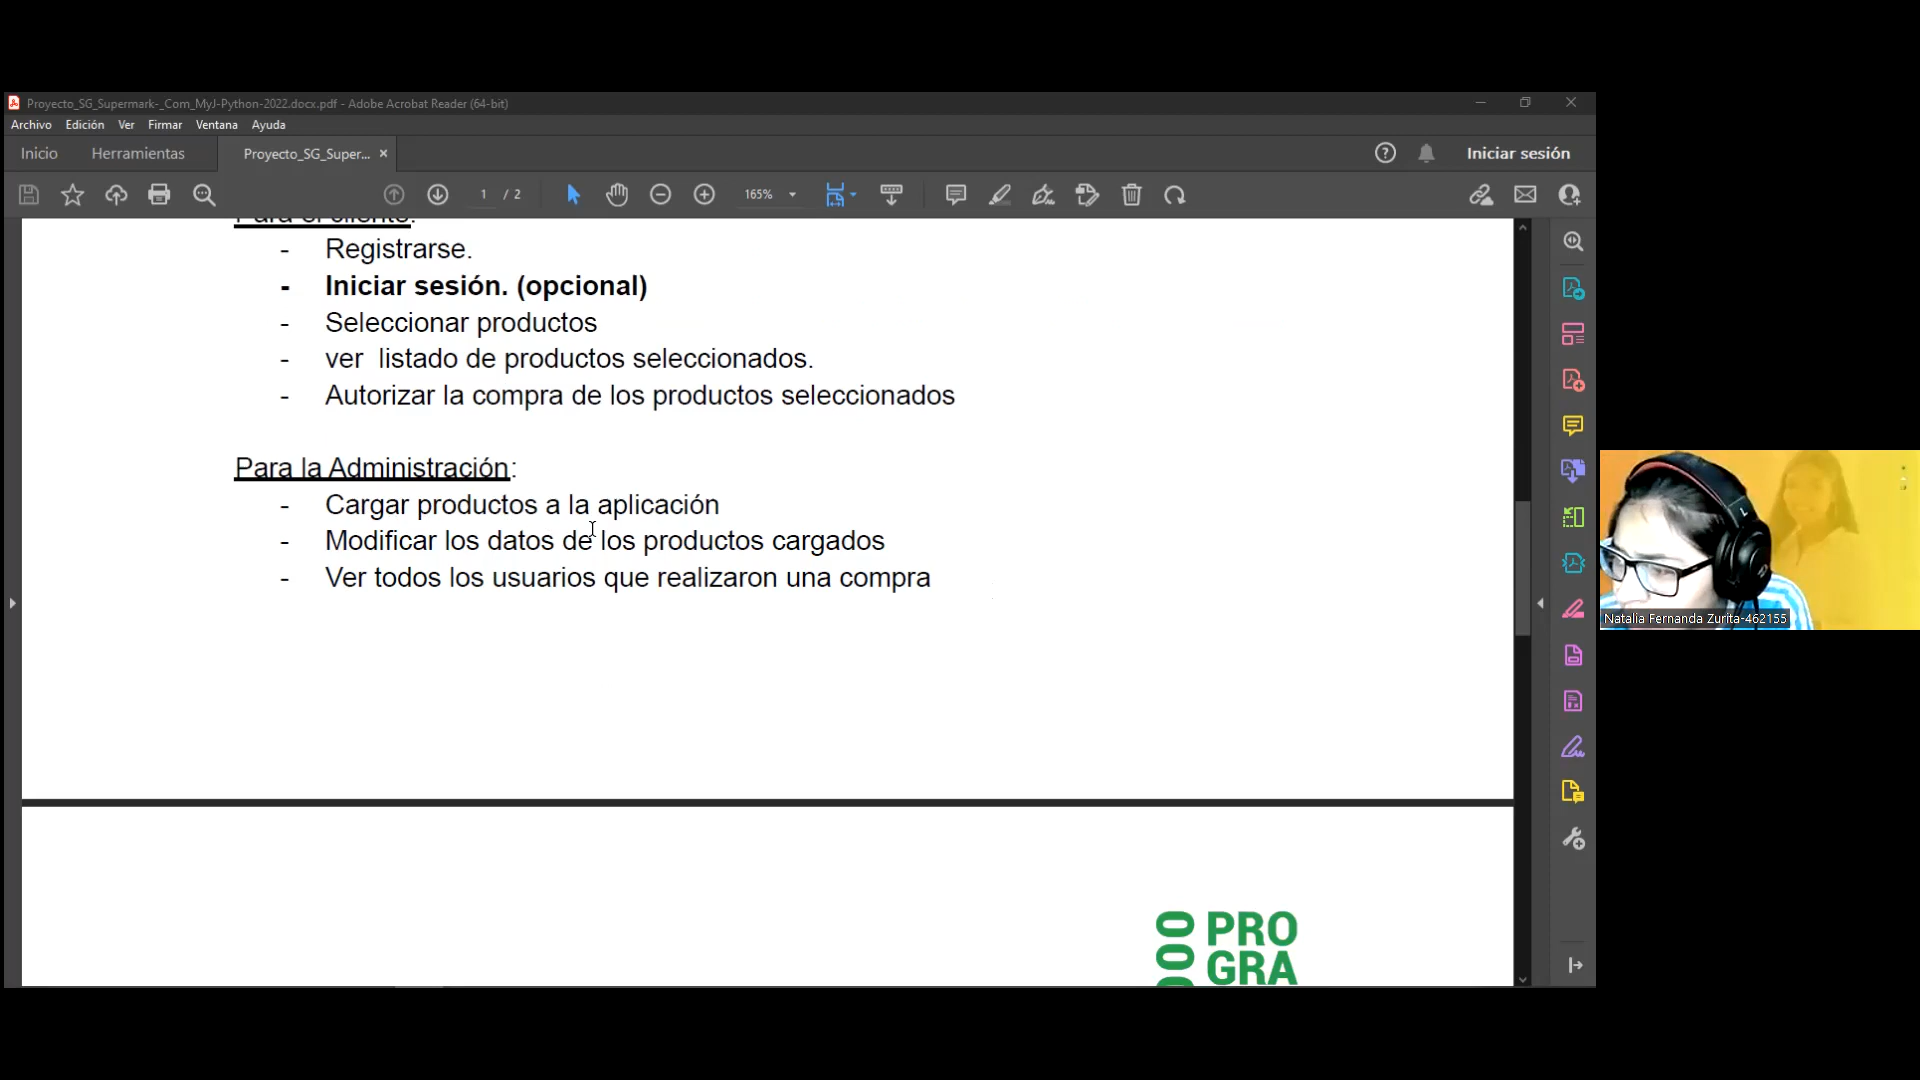 Proyecto_SG_Supermark-_Com_MyJ-Python-2022.docx.pdf - Adobe Acrobat Reader (64-bit)
Archivo Edición Ver Firmar Ventana Ayuda
Inicio Herramientas Proyecto_SG_Super... Iniciar sesión
1 / 2 165%
Para el cliente:
- Registrarse.
- Iniciar sesión. (opcional)
- Seleccionar productos
- ver listado de productos seleccionados.
- Autorizar la compra de los productos seleccionados
Para la Administración:
- Cargar productos a la aplicación
- Modificar los datos de los productos cargados
- Ver todos los usuarios que realizaron una compra
PRO
GRA
Natalia Fernanda Zurita-462155